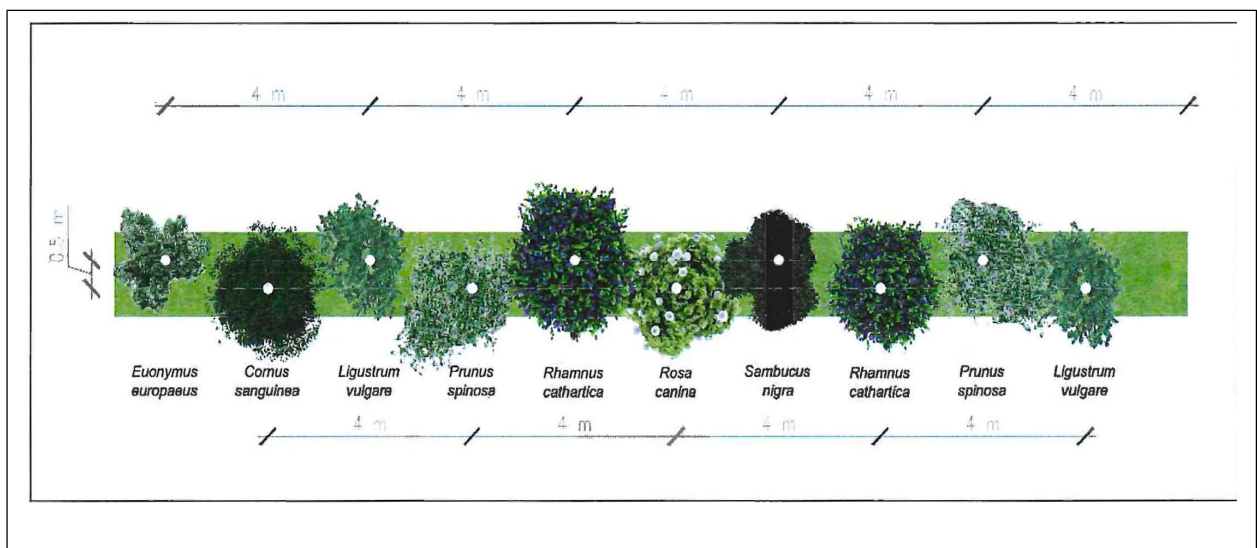 4 m 4 m 4 m 4 m 4 m
0.5 m
Euonymus europaeus
Cornus sanguinea
Ligustrum vulgare
Prunus spinosa
Rhamnus cathartica
Rosa canina
Sambucus nigra
Rhamnus cathartica
Prunus spinosa
Ligustrum vulgare
4 m 4 m 4 m 4 m